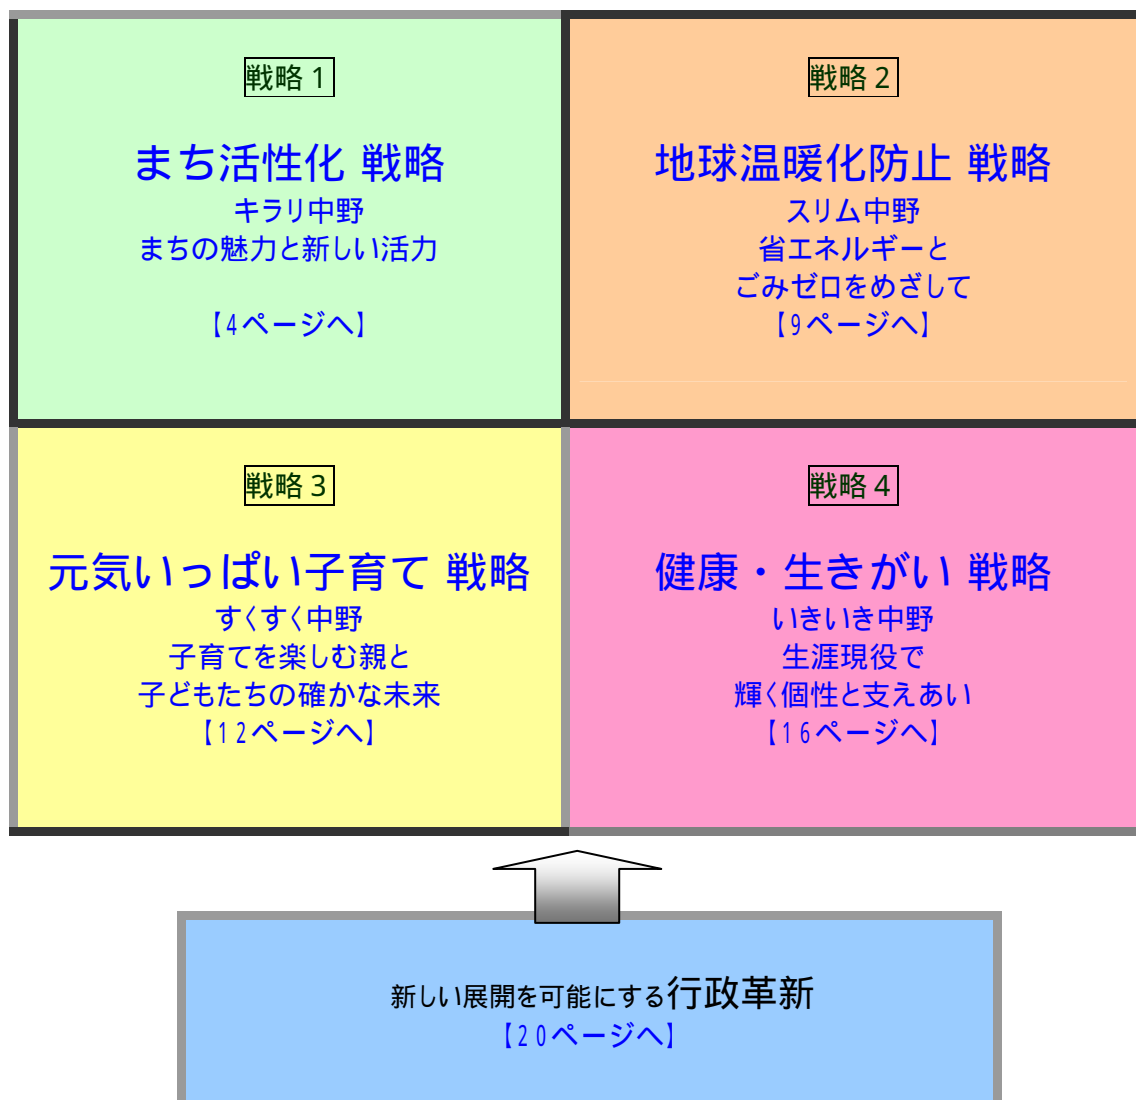 戦略1
まち活性化 戦略
キラリ中野
まちの魅力と新しい活力
【4ページへ】
戦略2
地球温暖化防止 戦略
スリム中野
省エネルギーと
ごみゼロをめざして
【9ページへ】
戦略3
元気いっぱい子育て 戦略
すくすく中野
子育てを楽しむ親と
子どもたちの確かな未来
【12ページへ】
戦略4
健康・生きがい 戦略
いきいき中野
生涯現役で
輝く個性と支えあい
【16ページへ】
新しい展開を可能にする行政革新
【20ページへ】